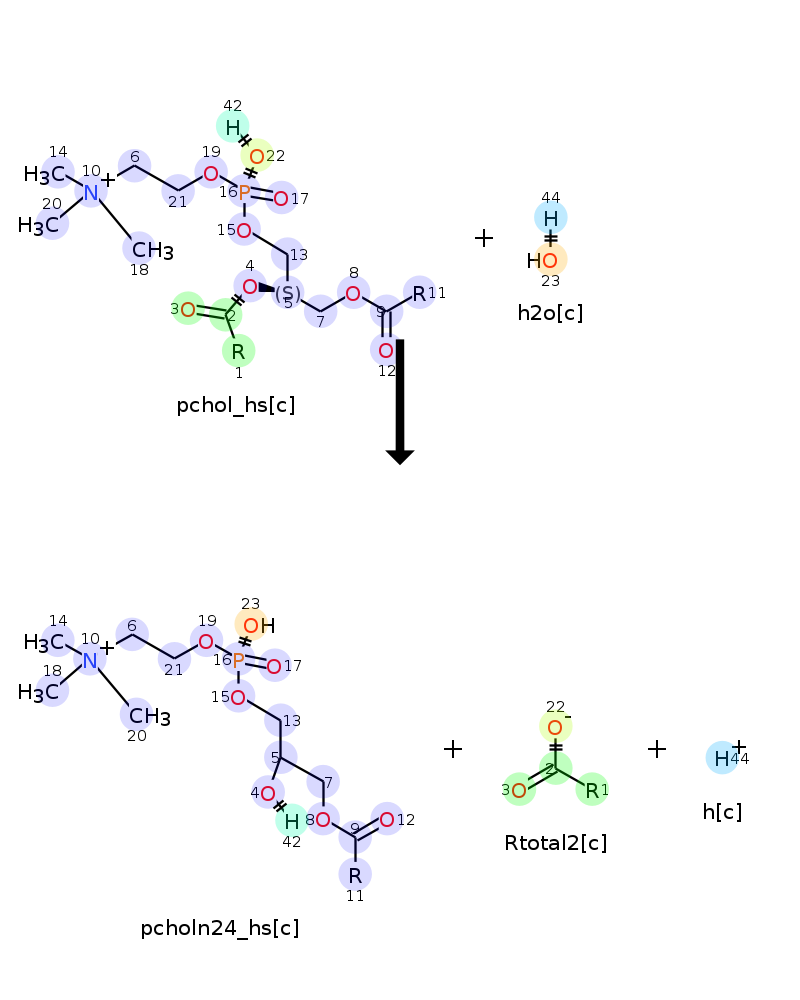 42
H
14 6 19 O 22
H3C 10 N + O 16 P O 17
20 21
H3C 15 O 44
18 CH3 13 + H
4 8 HO
O (S) 5 O R 11 23
3 O 2 7 9 h2o[c]
R O
1 12
pchol_hs[c]
23
14 6 19 OH
H3C 10 N + O 16 P O 17
18 21
H3C 15 O 22
20 CH3 13 O -
5 7 + 2 + H + 44
4 O 3 O R 1
H 8 O 9 O 12 h[c]
42 Rtotal2[c]
R
11
pcholn24_hs[c]